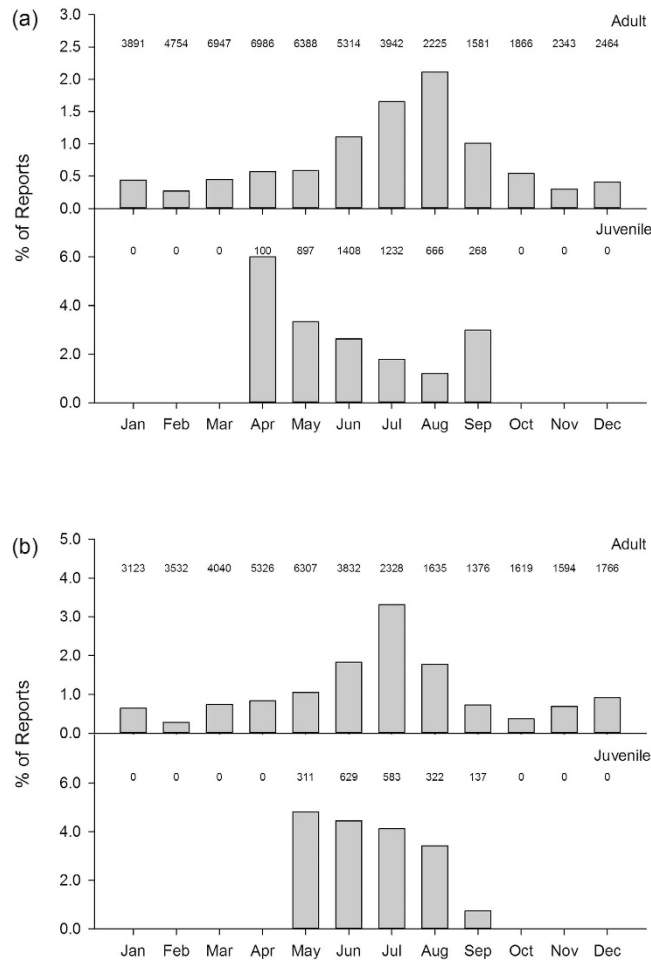 (a)
Adult
3891 4754 6947 6986 6388 5314 3942 2225 1581 1866 2343 2464
3.0
2.5
2.0
1.5
1.0
0.5
0.0
% of Reports
Juvenile
0 0 0 100 897 1408 1232 666 268 0 0 0
6.0
4.0
2.0
0.0
Jan Feb Mar Apr May Jun Jul Aug Sep Oct Nov Dec
(b)
Adult
3123 3532 4040 5326 6307 3832 2328 1635 1376 1619 1594 1766
5.0
4.0
3.0
2.0
1.0
0.0
% of Reports
Juvenile
0 0 0 0 311 629 583 322 137 0 0 0
6.0
4.0
2.0
0.0
Jan Feb Mar Apr May Jun Jul Aug Sep Oct Nov Dec